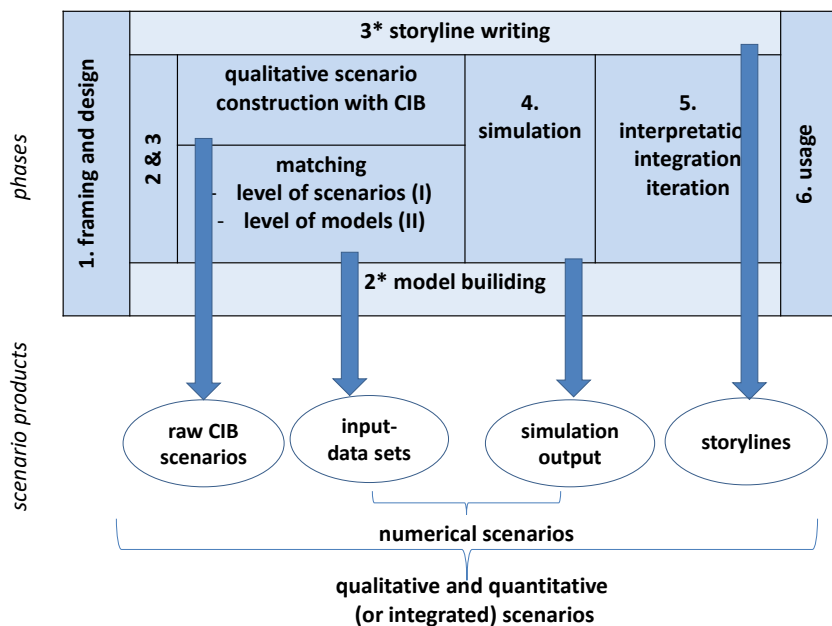 3* storyline writing
1. framing and design
2 & 3
qualitative scenario
construction with CIB
4.
simulation
5.
interpretatio
integration
iteration
6. usage
matching
- level of scenarios (I)
- level of models (II)
2* model builiding
phases
scenario products
raw CIB
scenarios
input-
data sets
simulation
output
storylines
numerical scenarios
qualitative and quantitative
(or integrated) scenarios